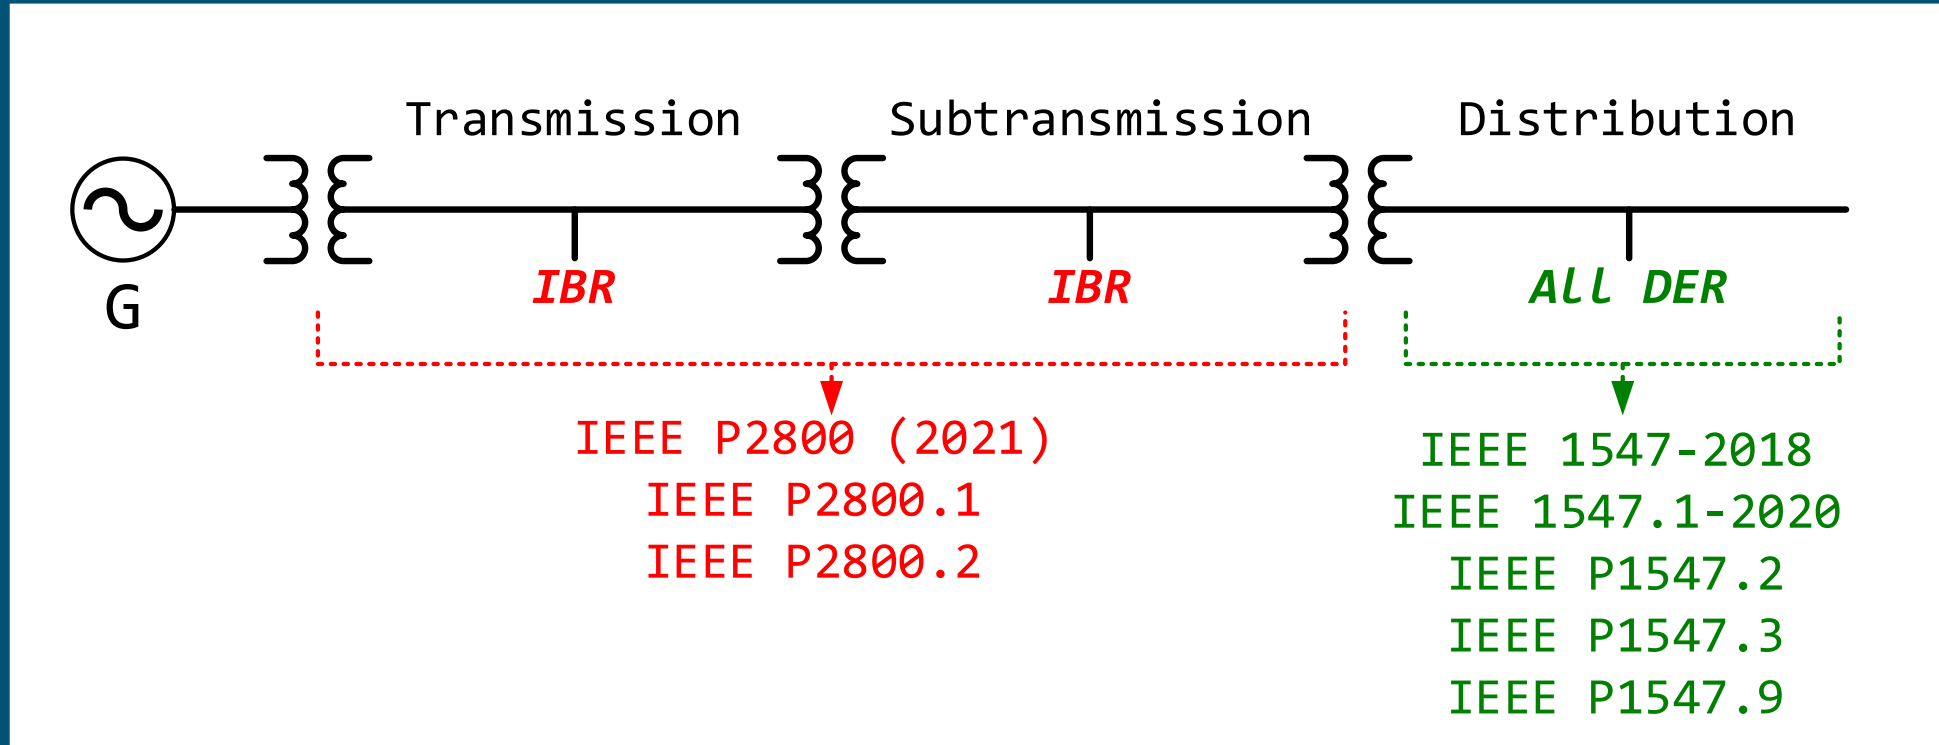 Transmission
Subtransmission
Distribution
G
IBR
IBR
All DER
IEEE P2800 (2021)
IEEE P2800.1
IEEE P2800.2
IEEE 1547-2018
IEEE 1547.1-2020
IEEE P1547.2
IEEE P1547.3
IEEE P1547.9